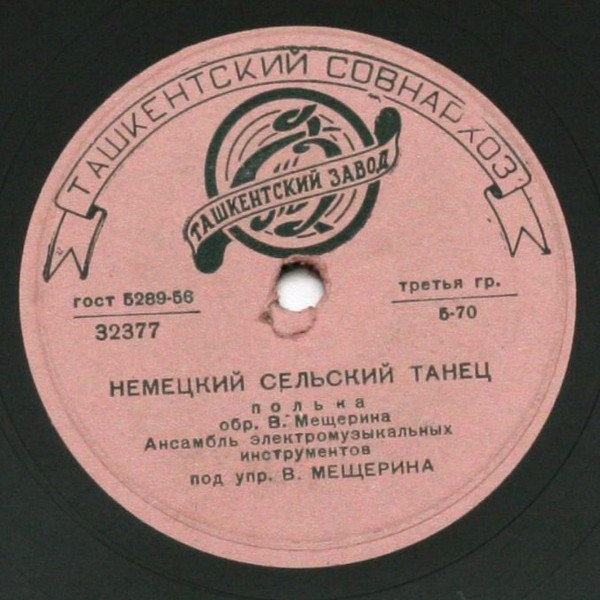 ТАШКЕНТСКИЙ СОВНАРХОЗ
ТАШКЕНТСКИЙ ЗАВОД
гост 5289-56
32377
третья гр.
5-70
НЕМЕЦКИЙ СЕЛЬСКИЙ ТАНЕЦ
полька
обр. В. Мещерина
Ансамбль электромузыкальных
инструментов
под упр. В. МЕЩЕРИНА